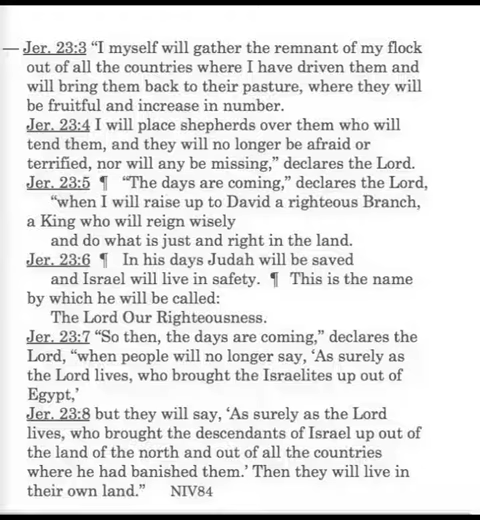 — Jer. 23:3 “I myself will gather the remnant of my flock
out of all the countries where I have driven them and
will bring them back to their pasture, where they will
be fruitful and increase in number.
Jer. 23:4 I will place shepherds over them who will
tend them, and they will no longer be afraid or
terrified, nor will any be missing,” declares the Lord.
Jer. 23:5 ¶ “The days are coming,” declares the Lord,
“when I will raise up to David a righteous Branch,
a King who will reign wisely
and do what is just and right in the land.
Jer. 23:6 ¶ In his days Judah will be saved
and Israel will live in safety. ¶ This is the name
by which he will be called:
The Lord Our Righteousness.
Jer. 23:7 “So then, the days are coming,” declares the
Lord, “when people will no longer say, ‘As surely as
the Lord lives, who brought the Israelites up out of
Egypt,’
Jer. 23:8 but they will say, ‘As surely as the Lord
lives, who brought the descendants of Israel up out of
the land of the north and out of all the countries
where he had banished them.’ Then they will live in
their own land.” NIV84